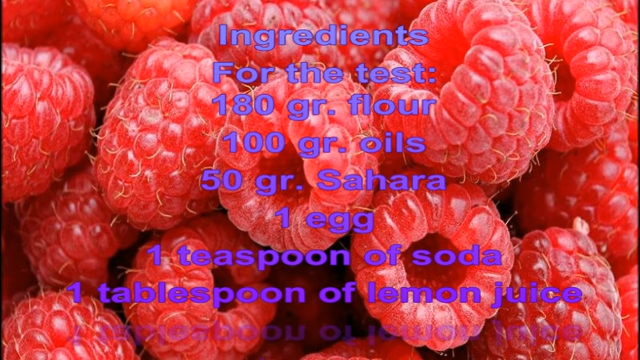 Ingredients
For the test:
180 gr. flour
100 gr. oils
50 gr. Sahara
1 egg
1 teaspoon of soda
1 tablespoon of lemon juice